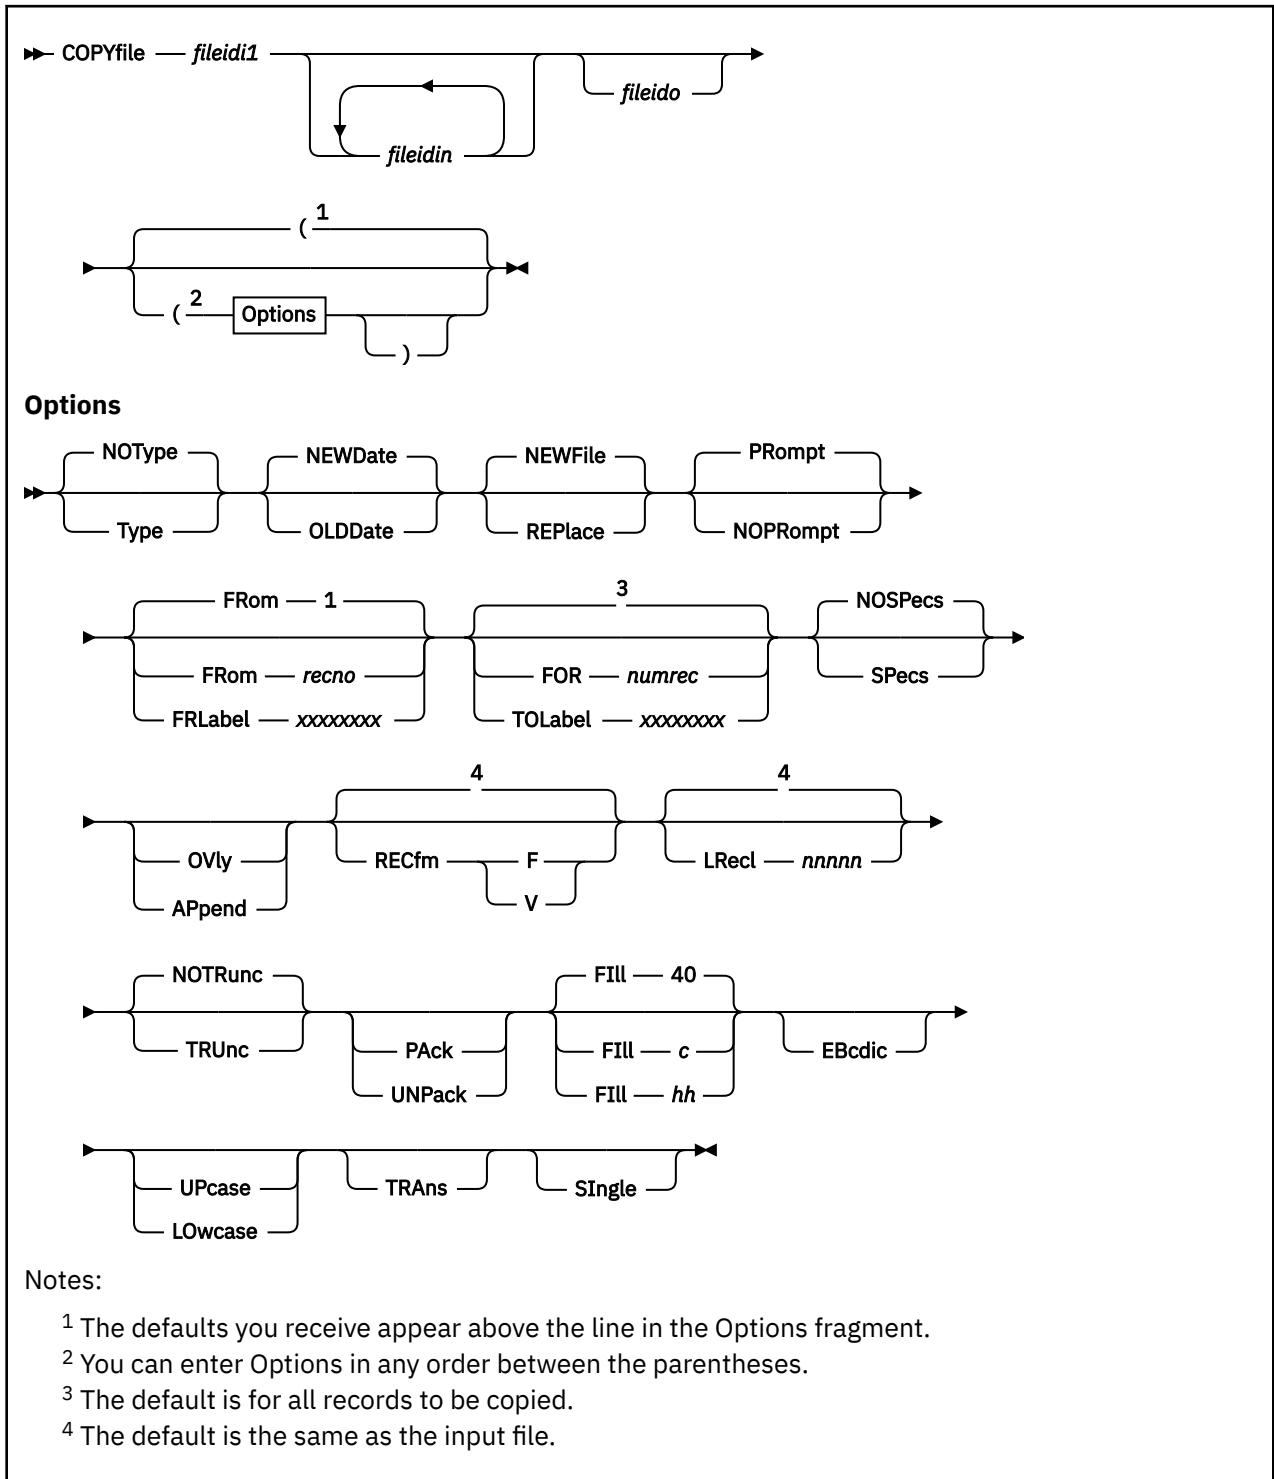 COPYfile fileidi1
fileido
fileidin
1
(
2
( Options
)
Options
NOType NEWDate NEWFile PRompt
Type OLDDate REPlace NOPRompt
3
FRom 1 NOSPecs
FRom recno FOR numrec SPecs
FRLabel xxxxxxxx TOLabel xxxxxxxx
4 4
OVly RECfm F LRecl nnnnn
APpend V
NOTRunc FIll 40
TRUnc PAck FIll c EBcdic
UNPack FIll hh
UPcase TRAns SIngle
LOwcase
Notes:
1 The defaults you receive appear above the line in the Options fragment.
2 You can enter Options in any order between the parentheses.
3 The default is for all records to be copied.
4 The default is the same as the input file.